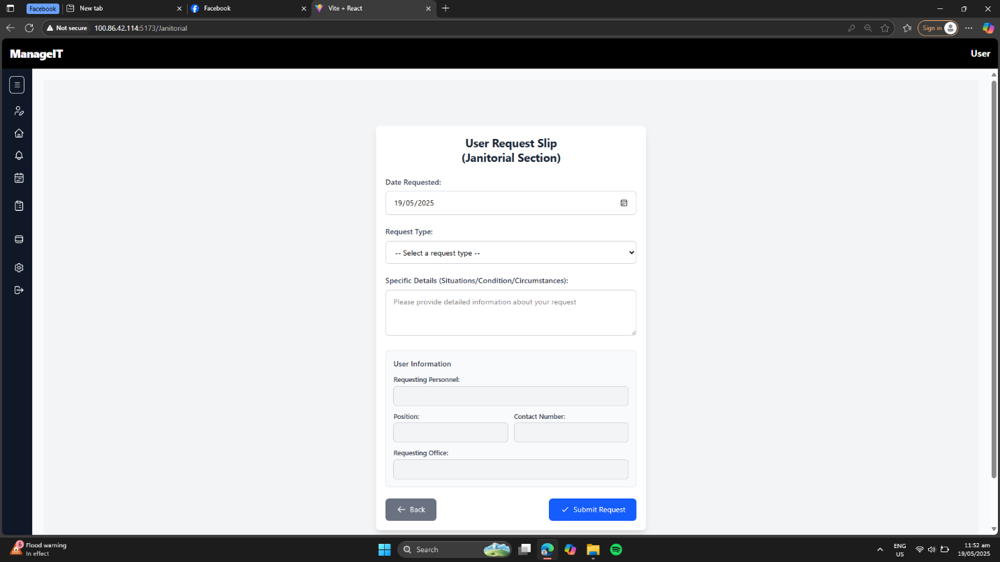 Facebook
New tab
Facebook
Vite + React
Not secure
100.86.42.114:5173/Janitorial
Sign in
ManageIT
User
User Request Slip
(Janitorial Section)
Date Requested:
19/05/2025
Request Type:
-- Select a request type --
Specific Details (Situations/Condition/Circumstances):
Please provide detailed information about your request
User Information
Requesting Personnel:
Position:
Contact Number:
Requesting Office:
Back
Submit Request
6
Flood warning
In effect
Search
ENG
US
11:52 am
19/05/2025